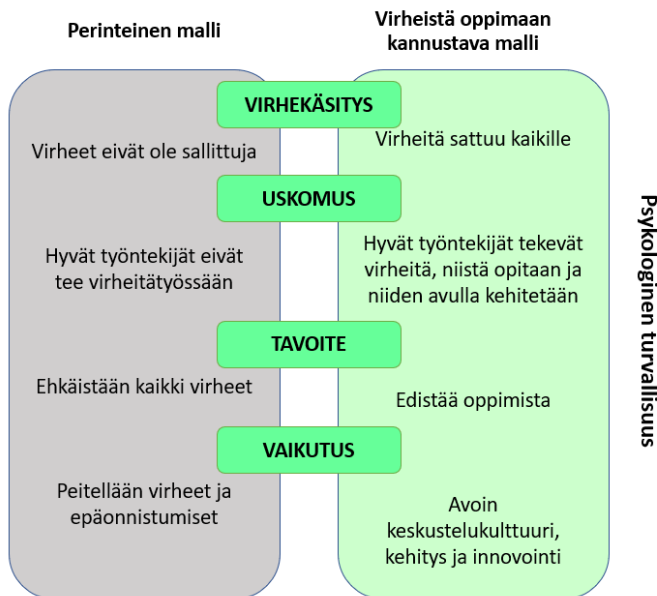 Perinteinen malli
Virheistä oppimaan
kannustava malli
VIRHEKÄSITYS
Virheet eivät ole sallittuja
Virheitä sattuu kaikille
USKOMUS
Hyvät työntekijät eivät
tee virheitätyössään
Hyvät työntekijät tekevät
virheitä, niistä opitaan ja
niiden avulla kehitetään
TAVOITE
Ehkäistään kaikki virheet
Edistää oppimista
VAIKUTUS
Peitellään virheet ja
epäonnistumiset
Avoin
keskustelukulttuuri,
kehitys ja innovointi
Psykologinen turvallisuus